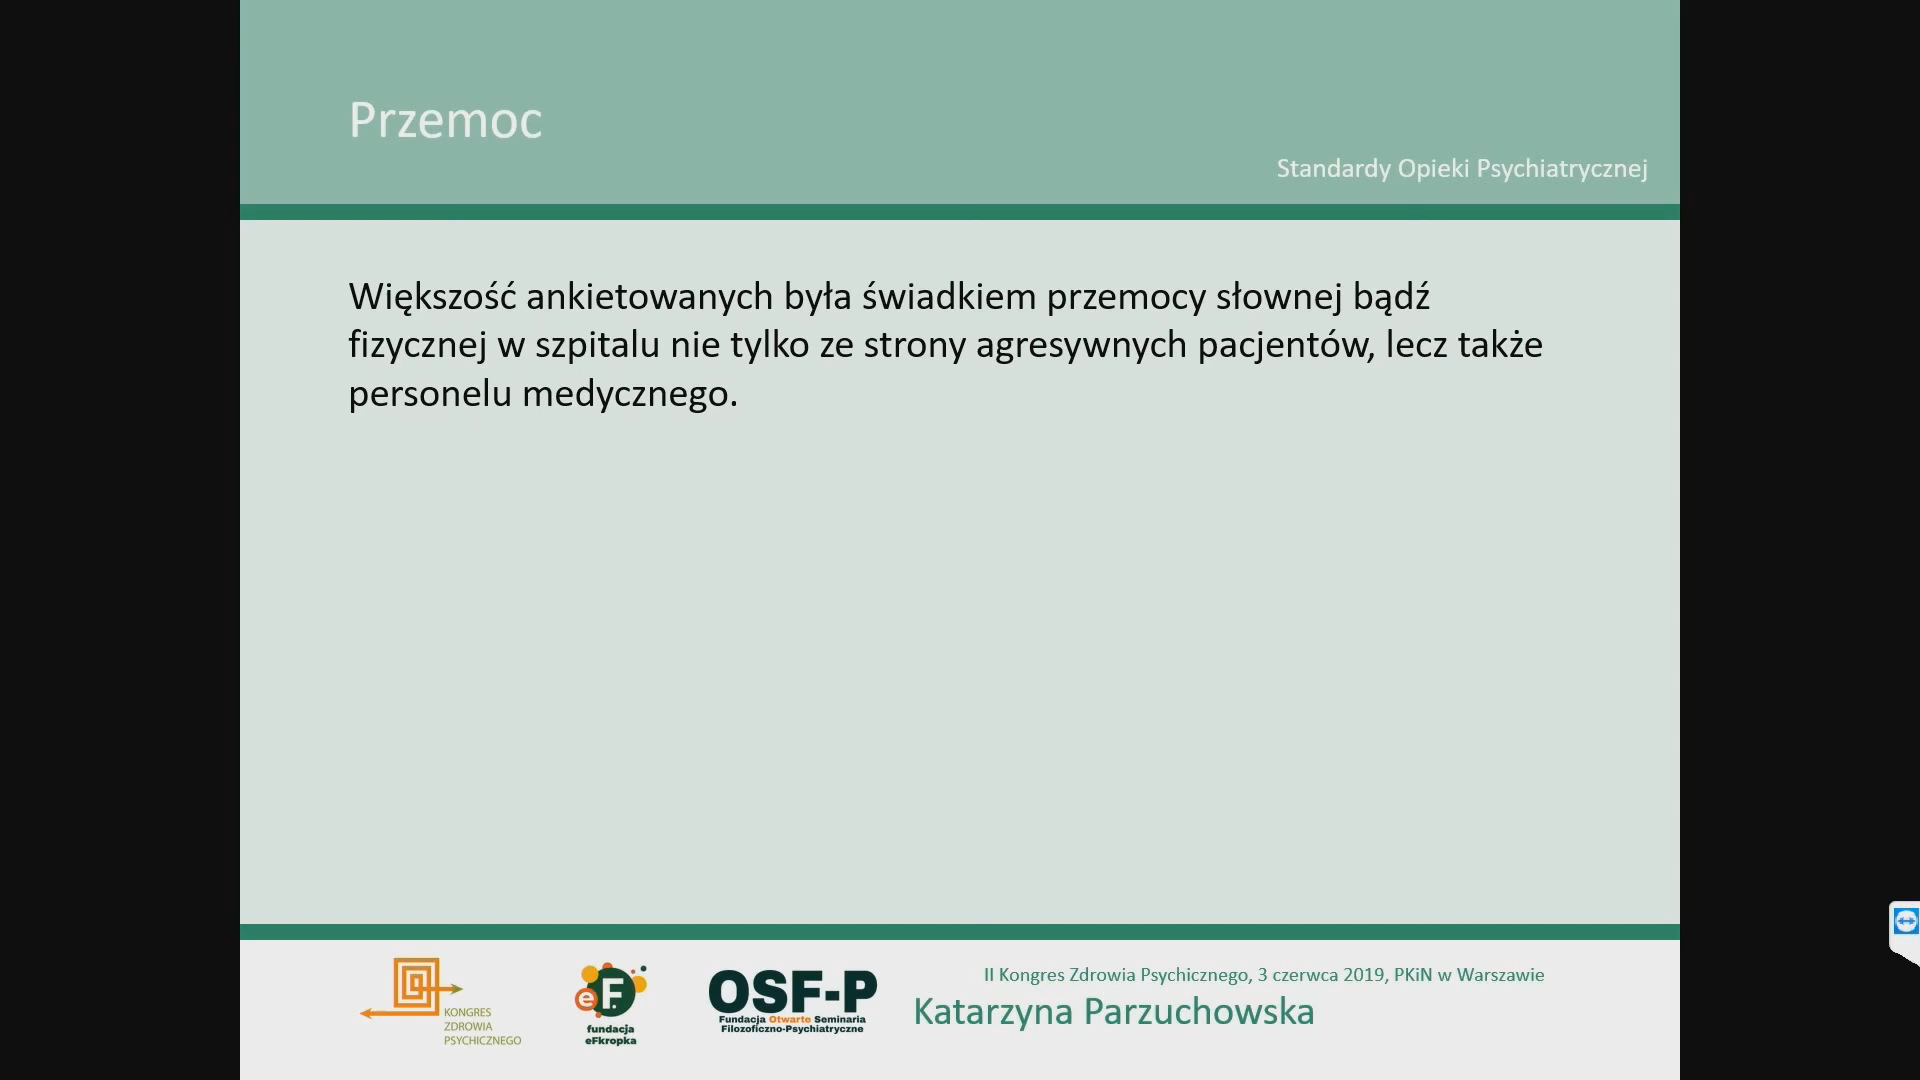 Przemoc
Standardy Opieki Psychiatrycznej
Większość ankietowanych była świadkiem przemocy słownej bądź
fizycznej w szpitalu nie tylko ze strony agresywnych pacjentów, lecz także
personelu medycznego.
KONGRES
ZDROWIA
PSYCHICZNEGO
eF.
fundacja
eFkropka
OSF-P
Fundacja Otwarte Seminaria
Filozoficzno-Psychiatryczne
II Kongres Zdrowia Psychicznego, 3 czerwca 2019, PKiN w Warszawie
Katarzyna Parzuchowska